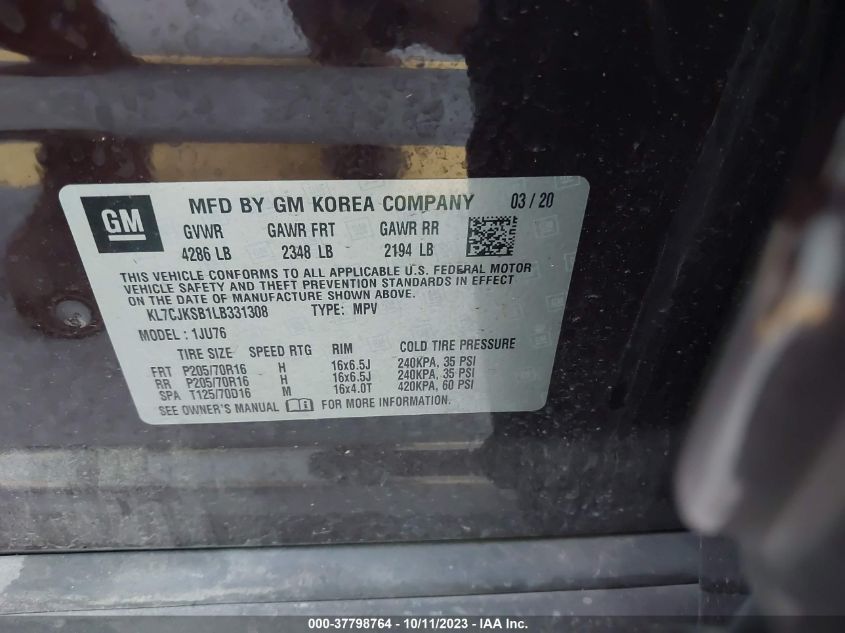 GM
MFD BY GM KOREA COMPANY 03 / 20
GVWR GAWR FRT GAWR RR
4286 LB 2348 LB 2194 LB
THIS VEHICLE CONFORMS TO ALL APPLICABLE U.S. FEDERAL MOTOR
VEHICLE SAFETY AND THEFT PREVENTION STANDARDS IN EFFECT
ON THE DATE OF MANUFACTURE SHOWN ABOVE.
KL7CJKSB1LB331308 TYPE: MPV
MODEL : 1JU76
TIRE SIZE SPEED RTG RIM COLD TIRE PRESSURE
FRT P205/70R16 H 16x6.5J 240KPA, 35 PSI
RR P205/70R16 H 16x6.5J 240KPA, 35 PSI
SPA T125/70D16 M 16x4.0T 420KPA, 60 PSI
SEE OWNER'S MANUAL FOR MORE INFORMATION.
000-37798764 - 10/11/2023 - IAA Inc.